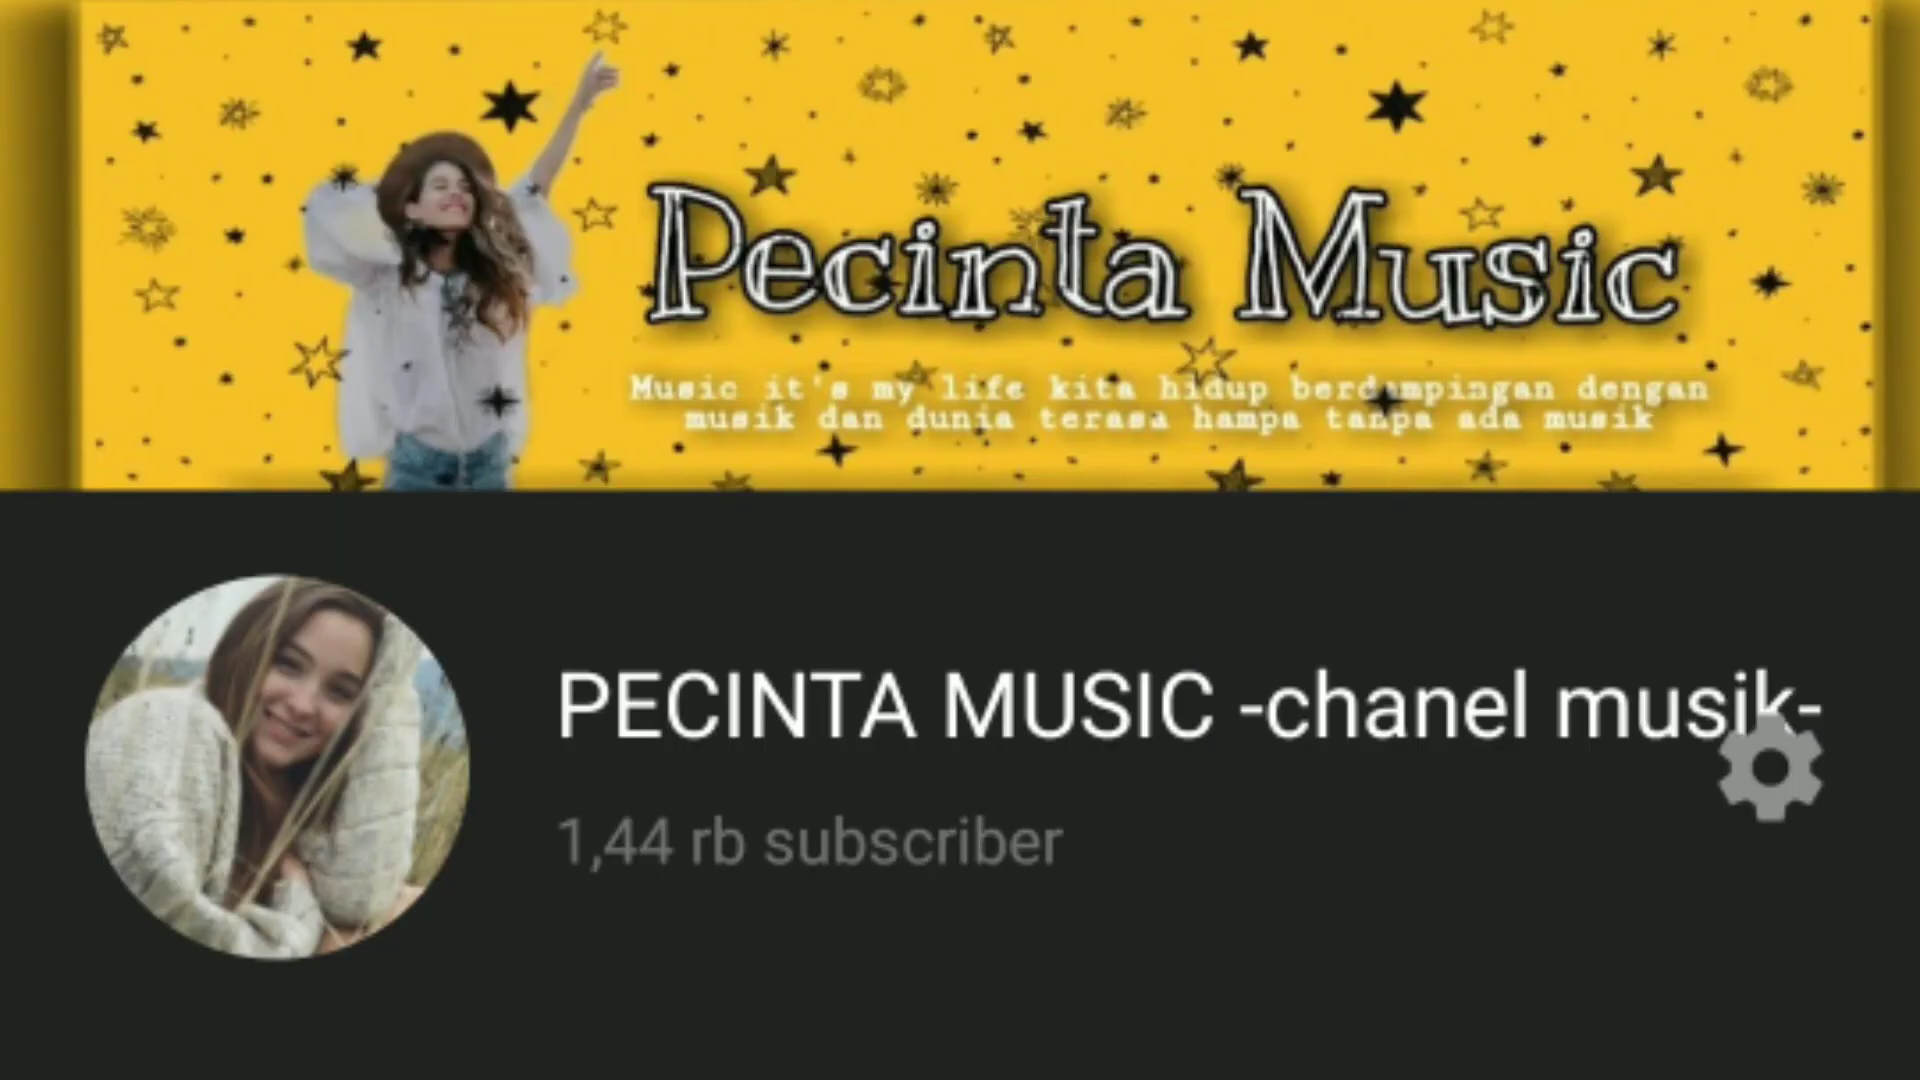 Pecinta Music
Music it's my life kita hidup berdampingan dengan
musik dan dunia terasa hampa tanpa ada musik
PECINTA MUSIC -chanel musik-
1,44 rb subscriber